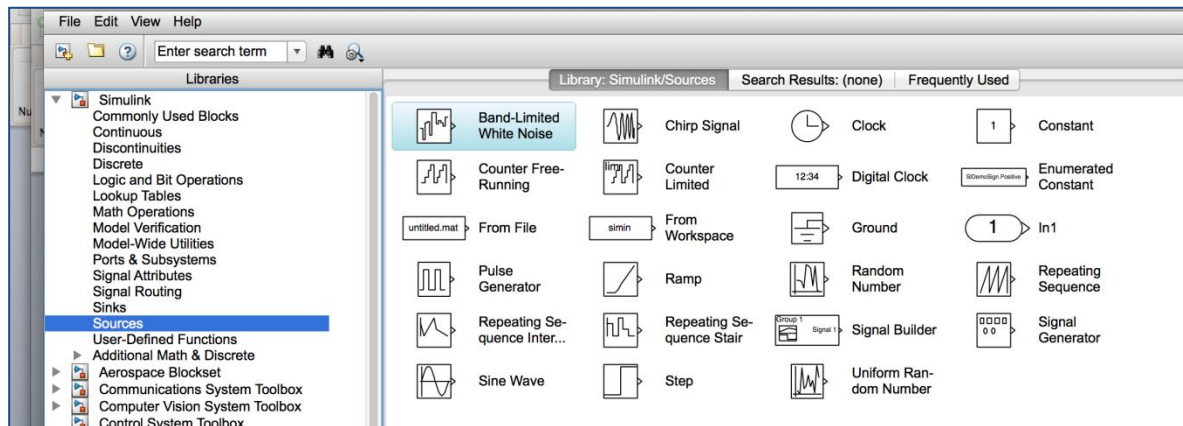 File Edit View Help
Enter search term
Libraries
Library: Simulink/Sources Search Results: (none) Frequently Used
Simulink
Commonly Used Blocks
Continuous
Discontinuities
Discrete
Logic and Bit Operations
Lookup Tables
Math Operations
Model Verification
Model-Wide Utilities
Ports & Subsystems
Signal Attributes
Signal Routing
Sinks
Sources
User-Defined Functions
Additional Math & Discrete
Aerospace Blockset
Communications System Toolbox
Computer Vision System Toolbox
Control System Toolbox
Band-Limited
White Noise
Chirp Signal
Clock
1
Constant
Counter Free-
Running
lim
Counter
Limited
12:34
Digital Clock
SlDemoSign.Positive
Enumerated
Constant
untitled.mat
From File
simin
From
Workspace
Ground
1
In1
Pulse
Generator
Ramp
Random
Number
Repeating
Sequence
Repeating Se-
quence Inter...
Repeating Se-
quence Stair
Group 1
Signal 1
Signal Builder
Signal
Generator
Sine Wave
Step
Uniform Ran-
dom Number